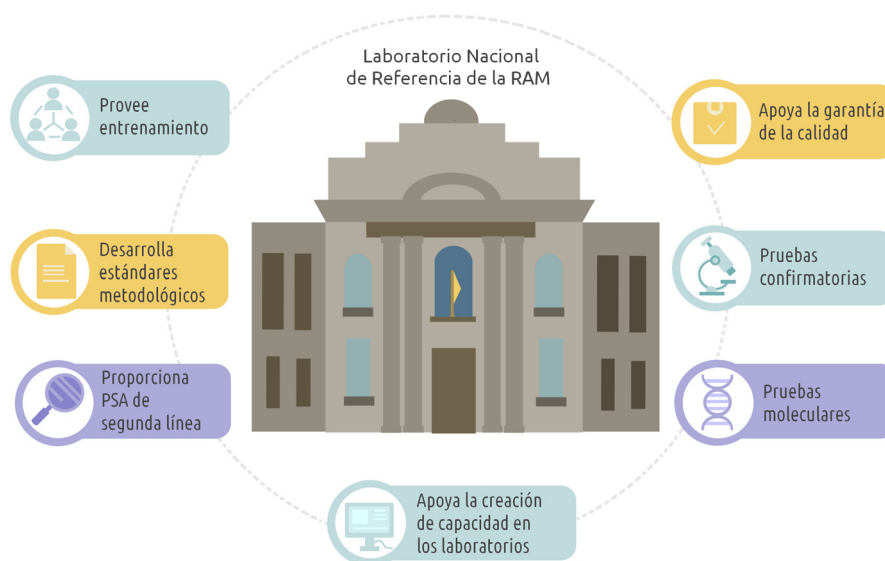 Laboratorio Nacional
de Referencia de la RAM
Provee
entrenamiento
Desarrolla
estándares
metodológicos
Proporciona
PSA de
segunda línea
Apoya la creación
de capacidad en
los laboratorios
Apoya la garantía
de la calidad
Pruebas
confirmatorias
Pruebas
moleculares